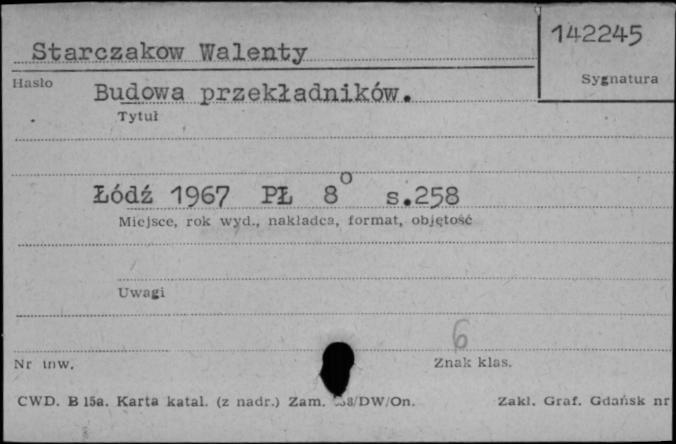 Starczakow Walenty
142245
Hasło
Sygnatura
Budowa przekładników.
Tytuł
Łódź 1967 PŁ 8° s.258
Miejsce, rok wyd., nakładca, format, objętość
Uwagi
6
Nr inw.
Znak klas.
CWD. B 15a. Karta katal. (z nadr.) Zam. /DW/On.
Zakł. Graf. Gdańsk nr